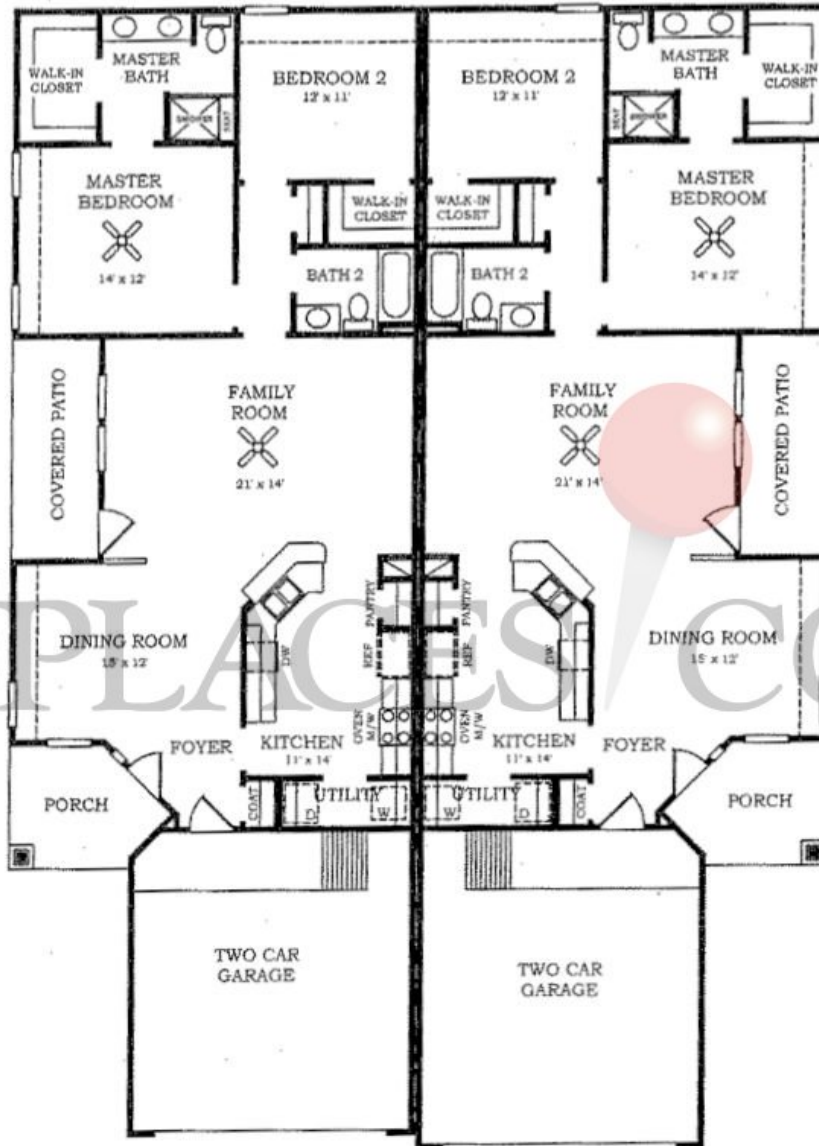 MASTER
BATH
WALK-IN
CLOSET
SHOWER
SEAT
BEDROOM 2
12' x 11'
BEDROOM 2
12' x 11'
MASTER
BATH
WALK-IN
CLOSET
SEAT
SHOWER
MASTER
BEDROOM
14' x 12'
WALK-IN
CLOSET
WALK-IN
CLOSET
MASTER
BEDROOM
14' x 12'
BATH 2
BATH 2
COVERED PATIO
FAMILY
ROOM
21' x 14'
FAMILY
ROOM
21' x 14'
COVERED PATIO
PANTRY
PANTRY
DINING ROOM
15' x 12'
DW
REF
REF
DW
DINING ROOM
15' x 12'
PLACES
CO
OVEN
M/W
OVEN
M/W
FOYER
KITCHEN
11' x 14'
KITCHEN
11' x 14'
FOYER
PORCH
COAT
UTILITY
D
W
UTILITY
W
D
COAT
PORCH
TWO CAR
GARAGE
TWO CAR
GARAGE